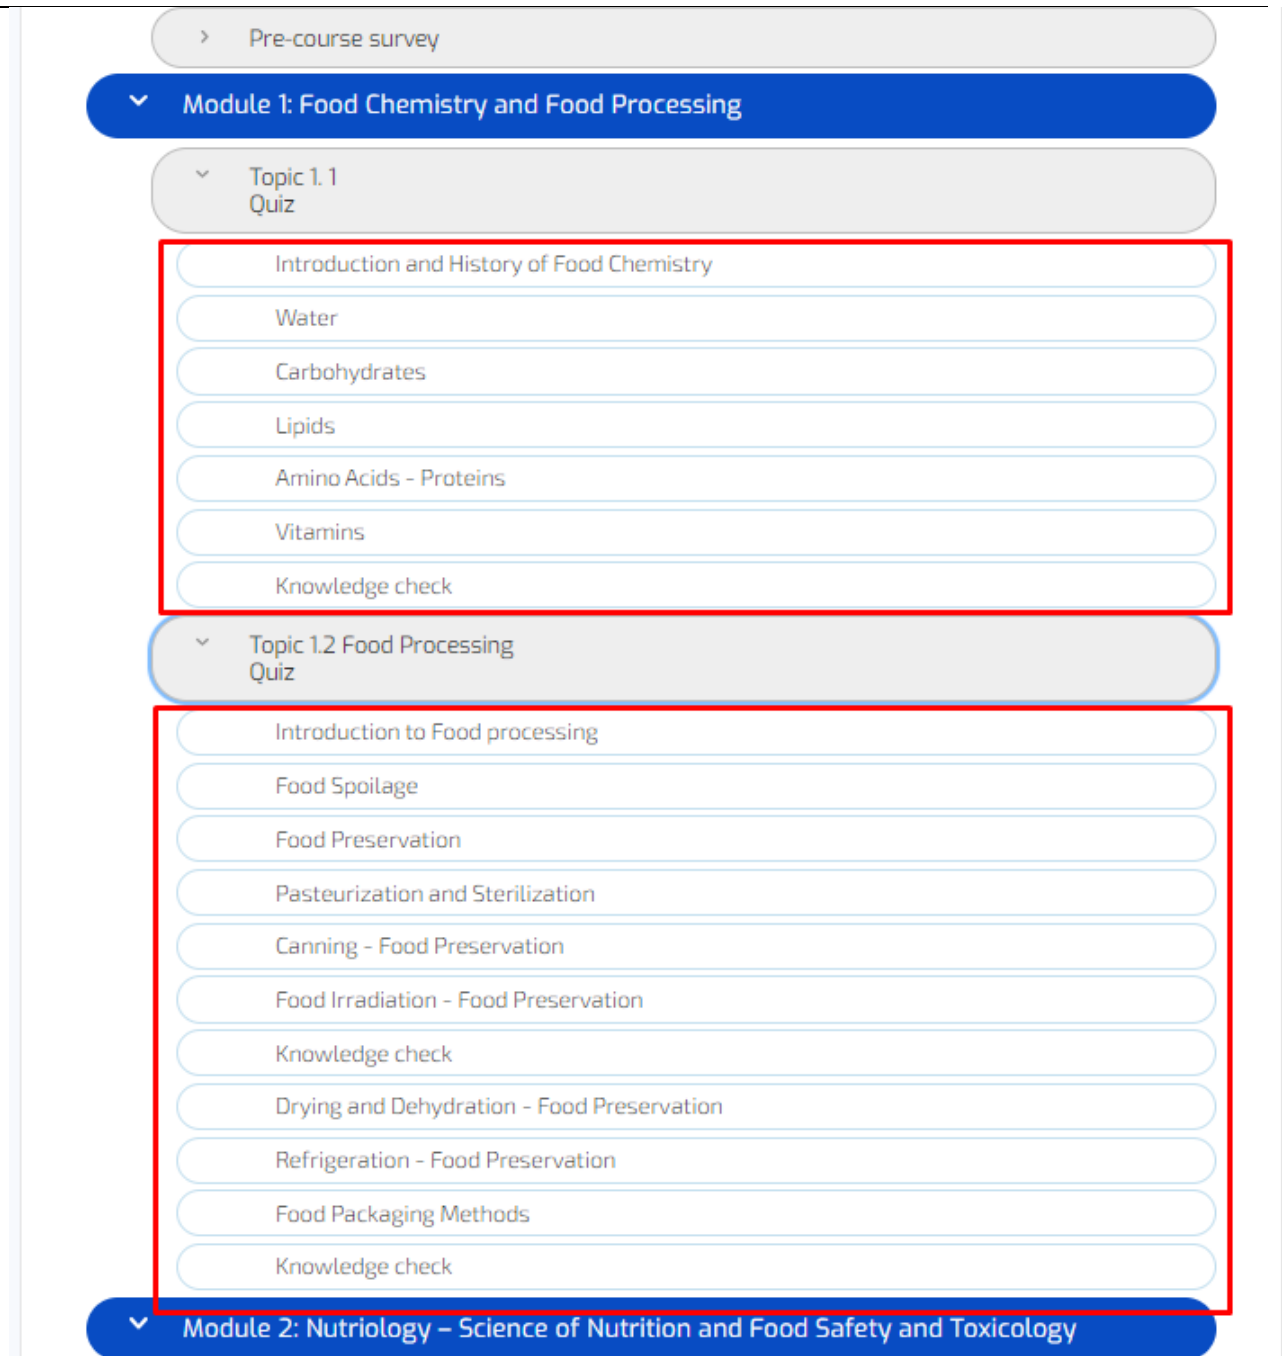 Pre-course survey
Module 1: Food Chemistry and Food Processing
Topic 1. 1
Quiz
Introduction and History of Food Chemistry
Water
Carbohydrates
Lipids
Amino Acids - Proteins
Vitamins
Knowledge check
Topic 1.2 Food Processing
Quiz
Introduction to Food processing
Food Spoilage
Food Preservation
Pasteurization and Sterilization
Canning - Food Preservation
Food Irradiation - Food Preservation
Knowledge check
Drying and Dehydration - Food Preservation
Refrigeration - Food Preservation
Food Packaging Methods
Knowledge check
Module 2: Nutriology – Science of Nutrition and Food Safety and Toxicology